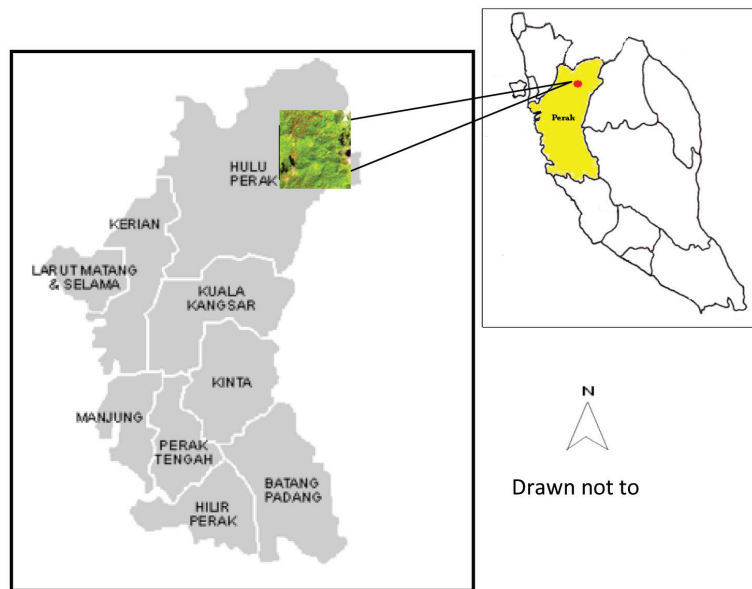 HULU
PERAK
KERIAN
LARUT MATANG
& SELAMA
KUALA
KANGSAR
KINTA
MANJUNG
PERAK
TENGAH
BATANG
PADANG
HILIR
PERAK
Perak
N
Drawn not to